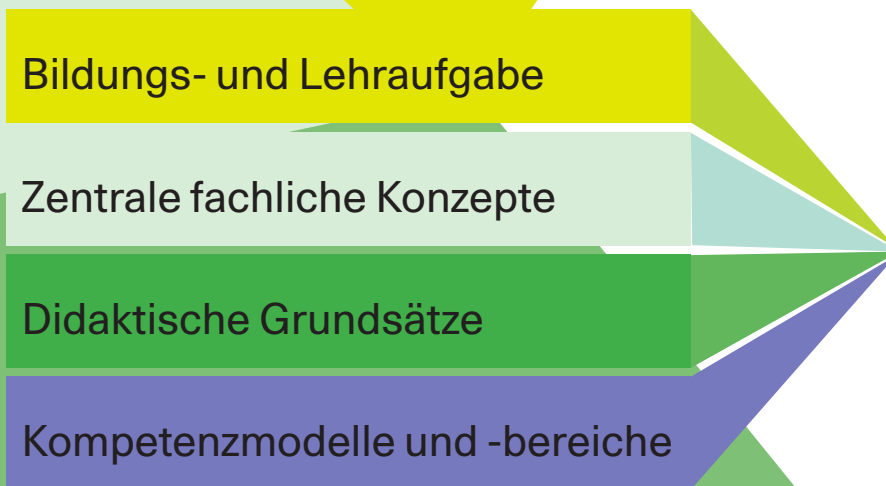 Bildungs- und Lehraufgabe
Zentrale fachliche Konzepte
Didaktische Grundsätze
Kompetenzmodelle und -bereiche